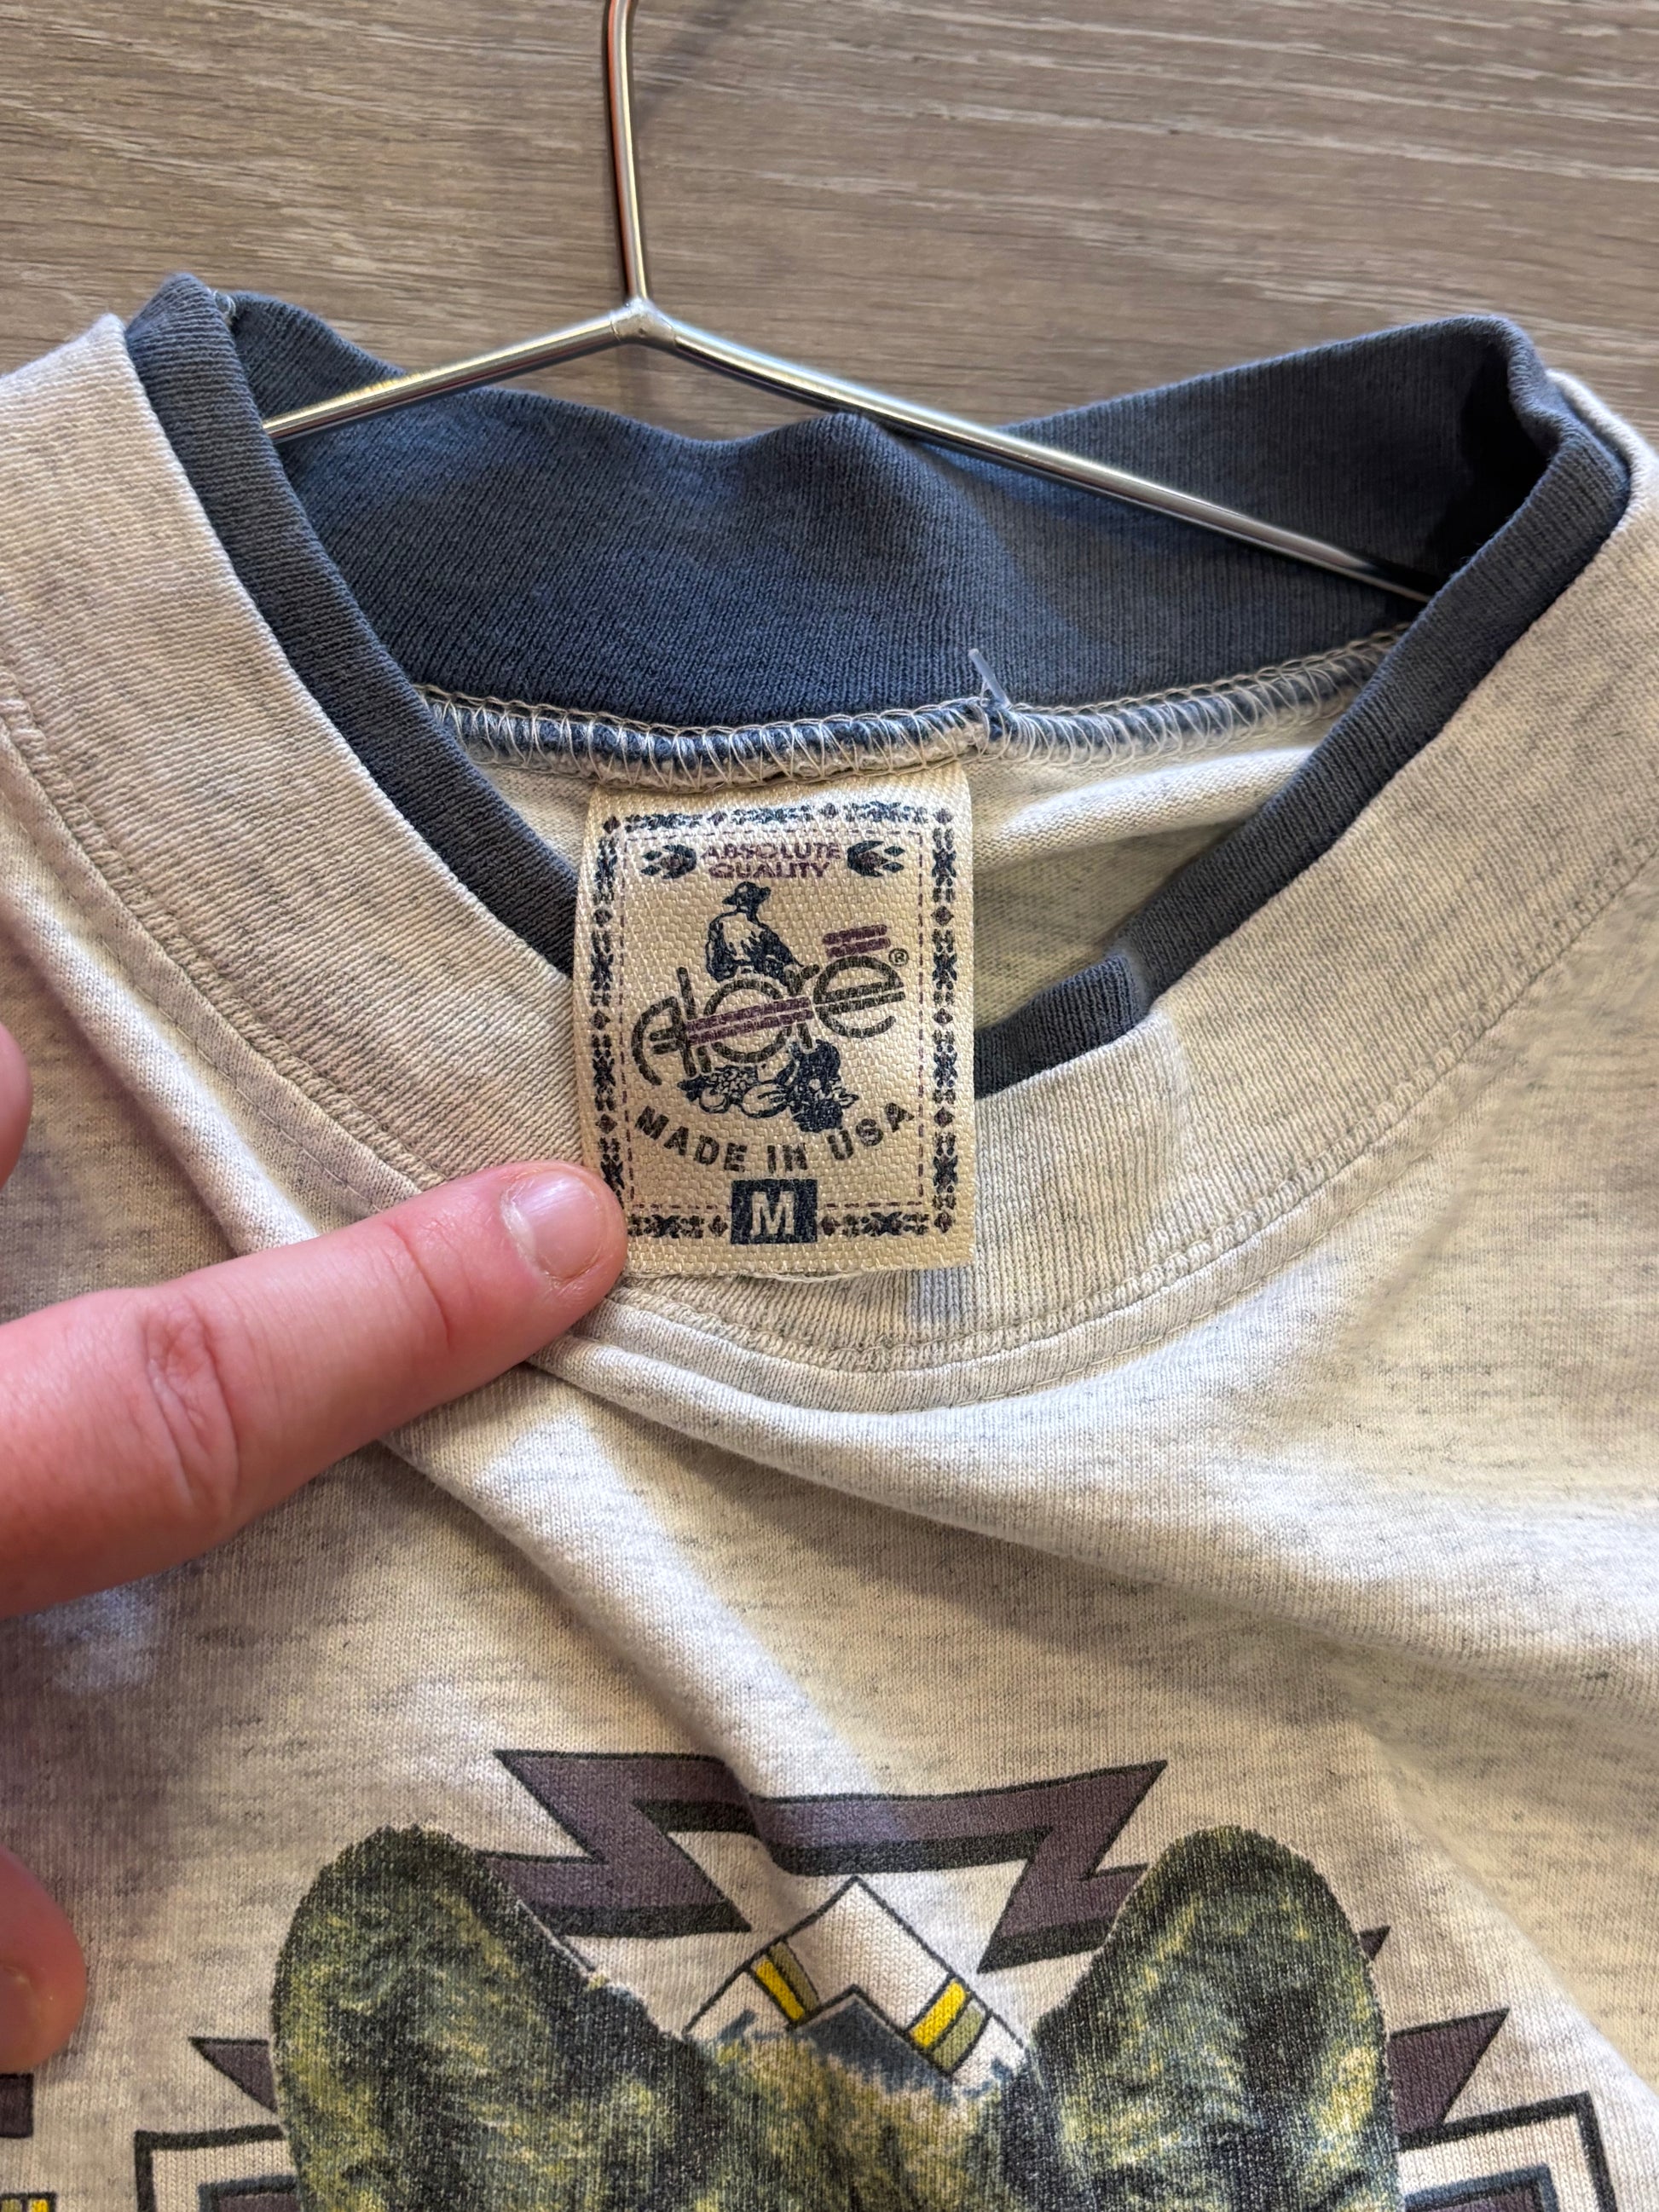 ABSOLUTE
QUALITY
®
MADE IN USA
M